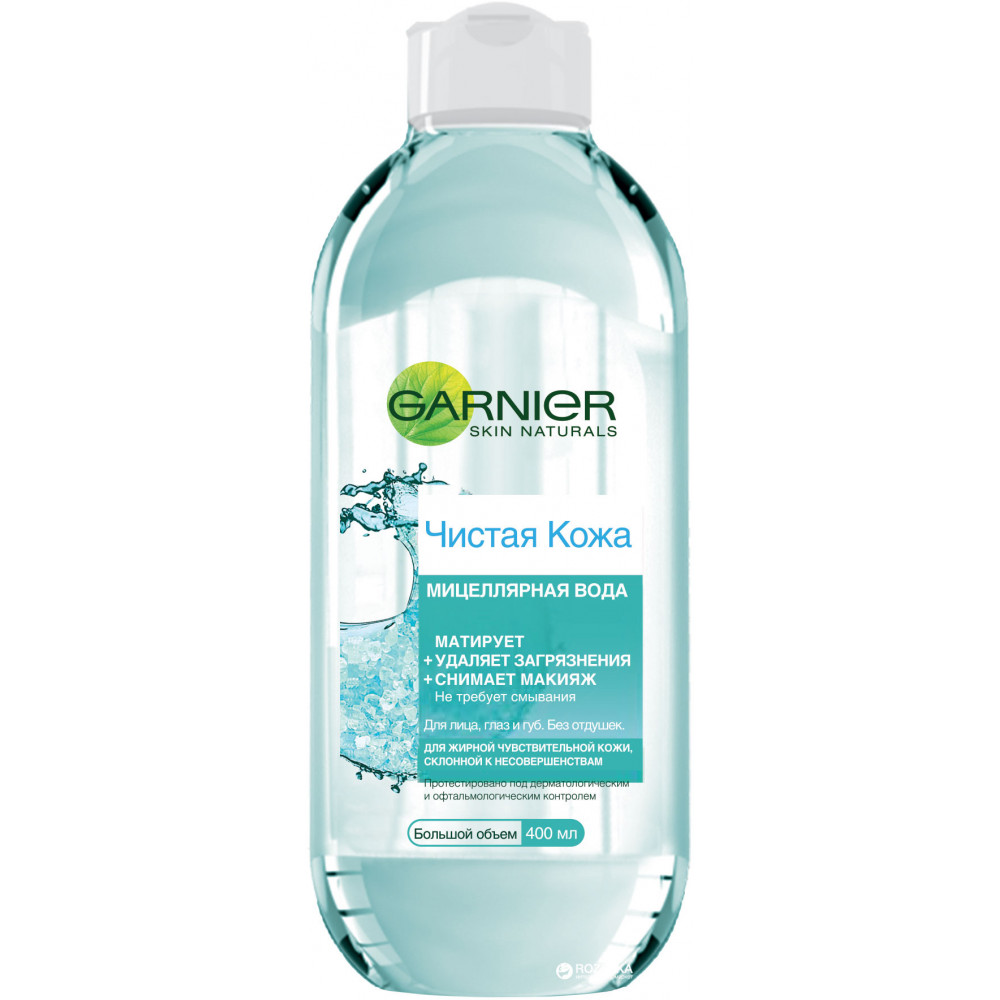 GARNIER
SKIN NATURALS
Чистая Кожа
МИЦЕЛЛЯРНАЯ ВОДА
МАТИРУЕТ
+УДАЛЯЕТ ЗАГРЯЗНЕНИЯ
+СНИМАЕТ МАКИЯЖ
Не требует смывания
Для лица, глаз и губ. Без отдушек.
ДЛЯ ЖИРНОЙ ЧУВСТВИТЕЛЬНОЙ КОЖИ,
СКЛОННОЙ К НЕСОВЕРШЕНСТВАМ
Протестировано под дерматологическим
и офтальмологическим контролем
Большой объем 400 мл